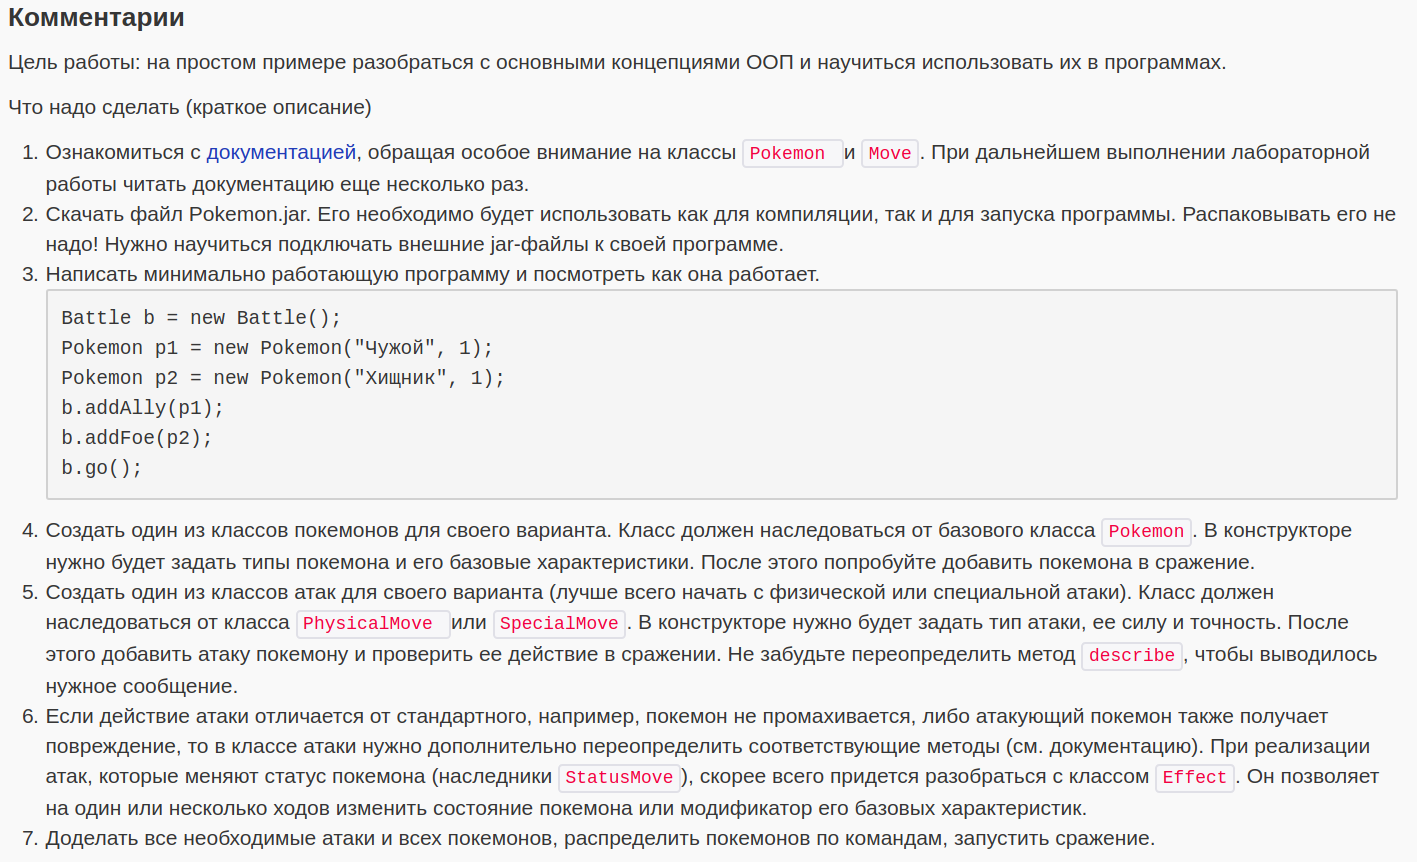 Комментарии
Цель работы: на простом примере разобраться с основными концепциями ООП и научиться использовать их в программах.
Что надо сделать (краткое описание)
1. Ознакомиться с документацией, обращая особое внимание на классы Pokemon и Move. При дальнейшем выполнении лабораторной
работы читать документацию еще несколько раз.
2. Скачать файл Pokemon.jar. Его необходимо будет использовать как для компиляции, так и для запуска программы. Распаковывать его не
надо! Нужно научиться подключать внешние jar-файлы к своей программе.
3. Написать минимально работающую программу и посмотреть как она работает.
Battle b = new Battle();
Pokemon p1 = new Pokemon("Чужой", 1);
Pokemon p2 = new Pokemon("Хищник", 1);
b.addAlly(p1);
b.addFoe(p2);
b.go();
4. Создать один из классов покемонов для своего варианта. Класс должен наследоваться от базового класса Pokemon. В конструкторе
нужно будет задать типы покемона и его базовые характеристики. После этого попробуйте добавить покемона в сражение.
5. Создать один из классов атак для своего варианта (лучше всего начать с физической или специальной атаки). Класс должен
наследоваться от класса PhysicalMove или SpecialMove. В конструкторе нужно будет задать тип атаки, ее силу и точность. После
этого добавить атаку покемону и проверить ее действие в сражении. Не забудьте переопределить метод describe, чтобы выводилось
нужное сообщение.
6. Если действие атаки отличается от стандартного, например, покемон не промахивается, либо атакующий покемон также получает
повреждение, то в классе атаки нужно дополнительно переопределить соответствующие методы (см. документацию). При реализации
атак, которые меняют статус покемона (наследники StatusMove), скорее всего придется разобраться с классом Effect. Он позволяет
на один или несколько ходов изменить состояние покемона или модификатор его базовых характеристик.
7. Доделать все необходимые атаки и всех покемонов, распределить покемонов по командам, запустить сражение.